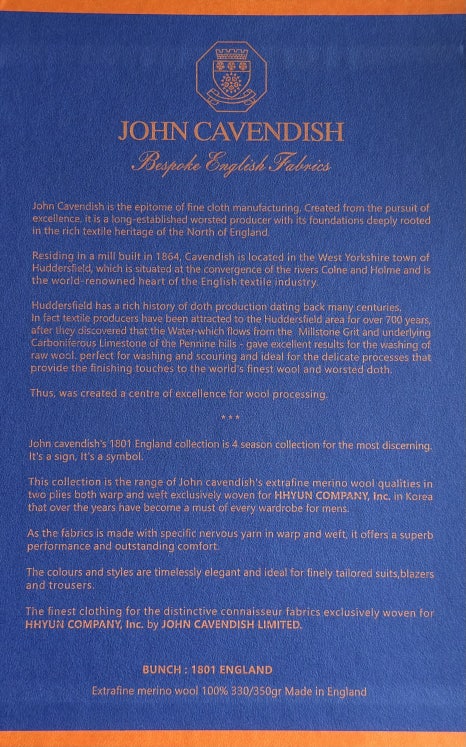 JOHN CAVENDISH
Bespoke English Fabrics
John Cavendish is the epitome of fine cloth manufacturing. Created from the pursuit of
excellence, it is a long-established worsted producer with its foundations deeply rooted
in the rich textile heritage of the North of England.
Residing in a mill built in 1864, Cavendish is located in the West Yorkshire town of
Huddersfield, which is situated at the convergence of the rivers Colne and Holme and is
the world-renowned heart of the English textile industry.
Huddersfield has a rich history of cloth production dating back many centuries.
In fact textile producers have been attracted to the Huddersfield area for over 700 years,
after they discovered that the Water-which flows from the Millstone Grit and underlying
Carboniferous Limestone of the Pennine hills - gave excellent results for the washing of
raw wool. perfect for washing and scouring and ideal for the delicate processes that
provide the finishing touches to the world's finest wool and worsted cloth.
Thus, was created a centre of excellence for wool processing.
***
John cavendish's 1801 England collection is 4 season collection for the most discerning.
It's a sign, It's a symbol.
This collection is the range of John cavendish's extrafine merino wool qualities in
two plies both warp and weft exclusively woven for HHYUN COMPANY, Inc. in Korea
that over the years have become a must of every wardrobe for mens.
As the fabrics is made with specific nervous yarn in warp and weft, it offers a superb
performance and outstanding comfort.
The colours and styles are timelessly elegant and ideal for finely tailored suits,blazers
and trousers.
The finest clothing for the distinctive connaisseur fabrics exclusively woven for
HHYUN COMPANY, Inc. by JOHN CAVENDISH LIMITED.
BUNCH : 1801 ENGLAND
Extrafine merino wool 100% 330/350gr Made in England